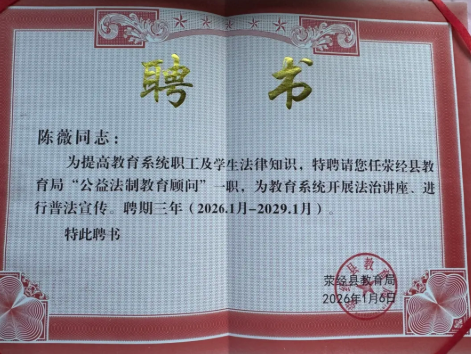 聘书
陈薇同志：
为提高教育系统职工及学生法律知识，特聘请您任荥经县教
育局“公益法制教育顾问”一职，为教育系统开展法治讲座、进
行普法宣传。聘期三年（2026.1月-2029.1月）。
特此聘书
荥经县教育局
2026年1月6日